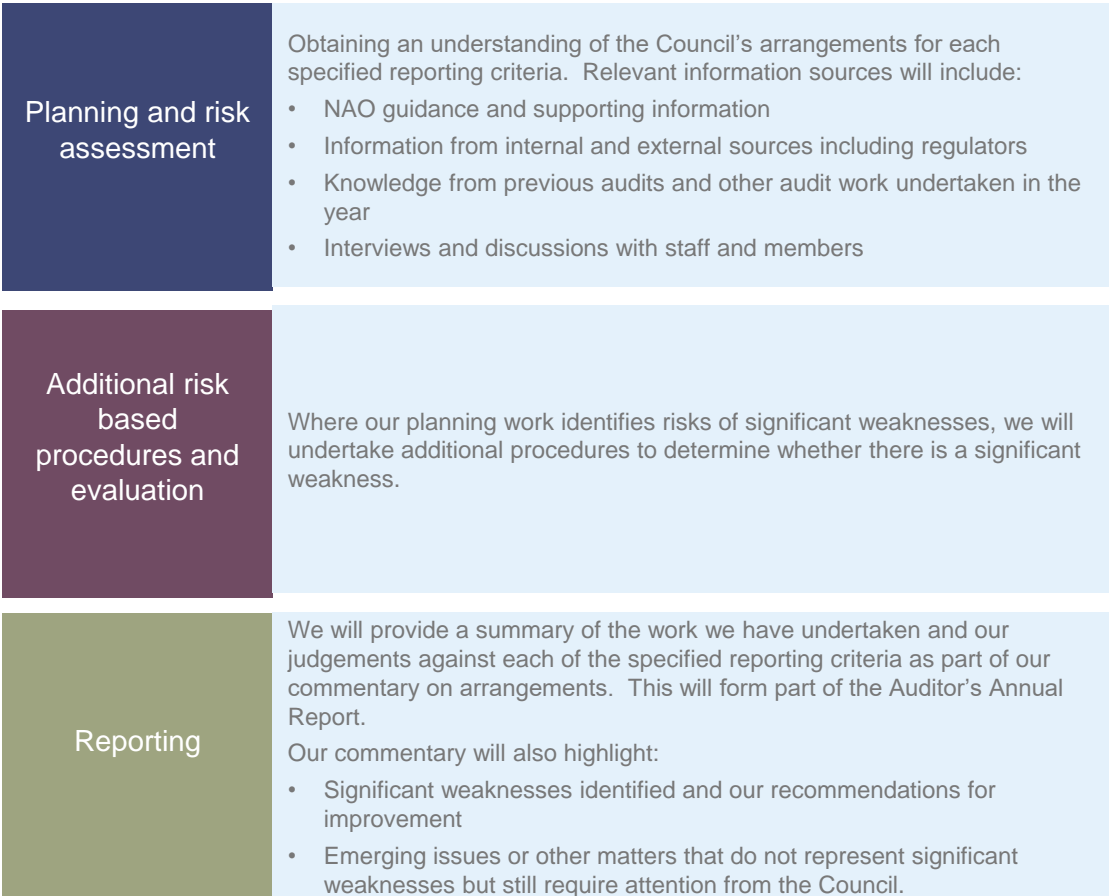 Planning and risk
assessment
Obtaining an understanding of the Council’s arrangements for each
specified reporting criteria.  Relevant information sources will include:
• NAO guidance and supporting information
• Information from internal and external sources including regulators
• Knowledge from previous audits and other audit work undertaken in the
year
• Interviews and discussions with staff and members
Additional risk
based
procedures and
evaluation
Where our planning work identifies risks of significant weaknesses, we will
undertake additional procedures to determine whether there is a significant
weakness.
Reporting
We will provide a summary of the work we have undertaken and our
judgements against each of the specified reporting criteria as part of our
commentary on arrangements.  This will form part of the Auditor’s Annual
Report.
Our commentary will also highlight:
• Significant weaknesses identified and our recommendations for
improvement
• Emerging issues or other matters that do not represent significant
weaknesses but still require attention from the Council.